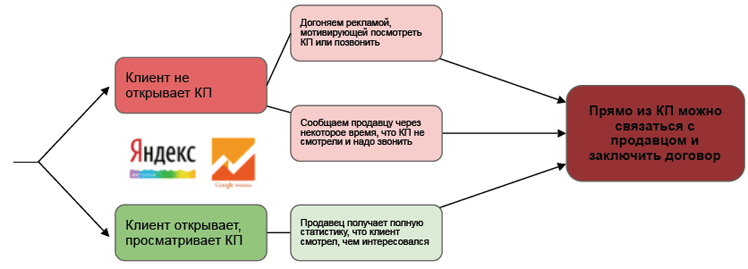 Догоняем рекламой,
мотивирующей посмотреть
КП или позвонить
Клиент не
открывает КП
Сообщаем продавцу через
некоторое время, что КП не
смотрели и надо звонить
Прямо из КП можно
связаться с
продавцом и
заключить договор
Яндекс
Google
Клиент открывает,
просматривает КП
Продавец получает полную
статистику, что клиент
смотрел, чем интересовался